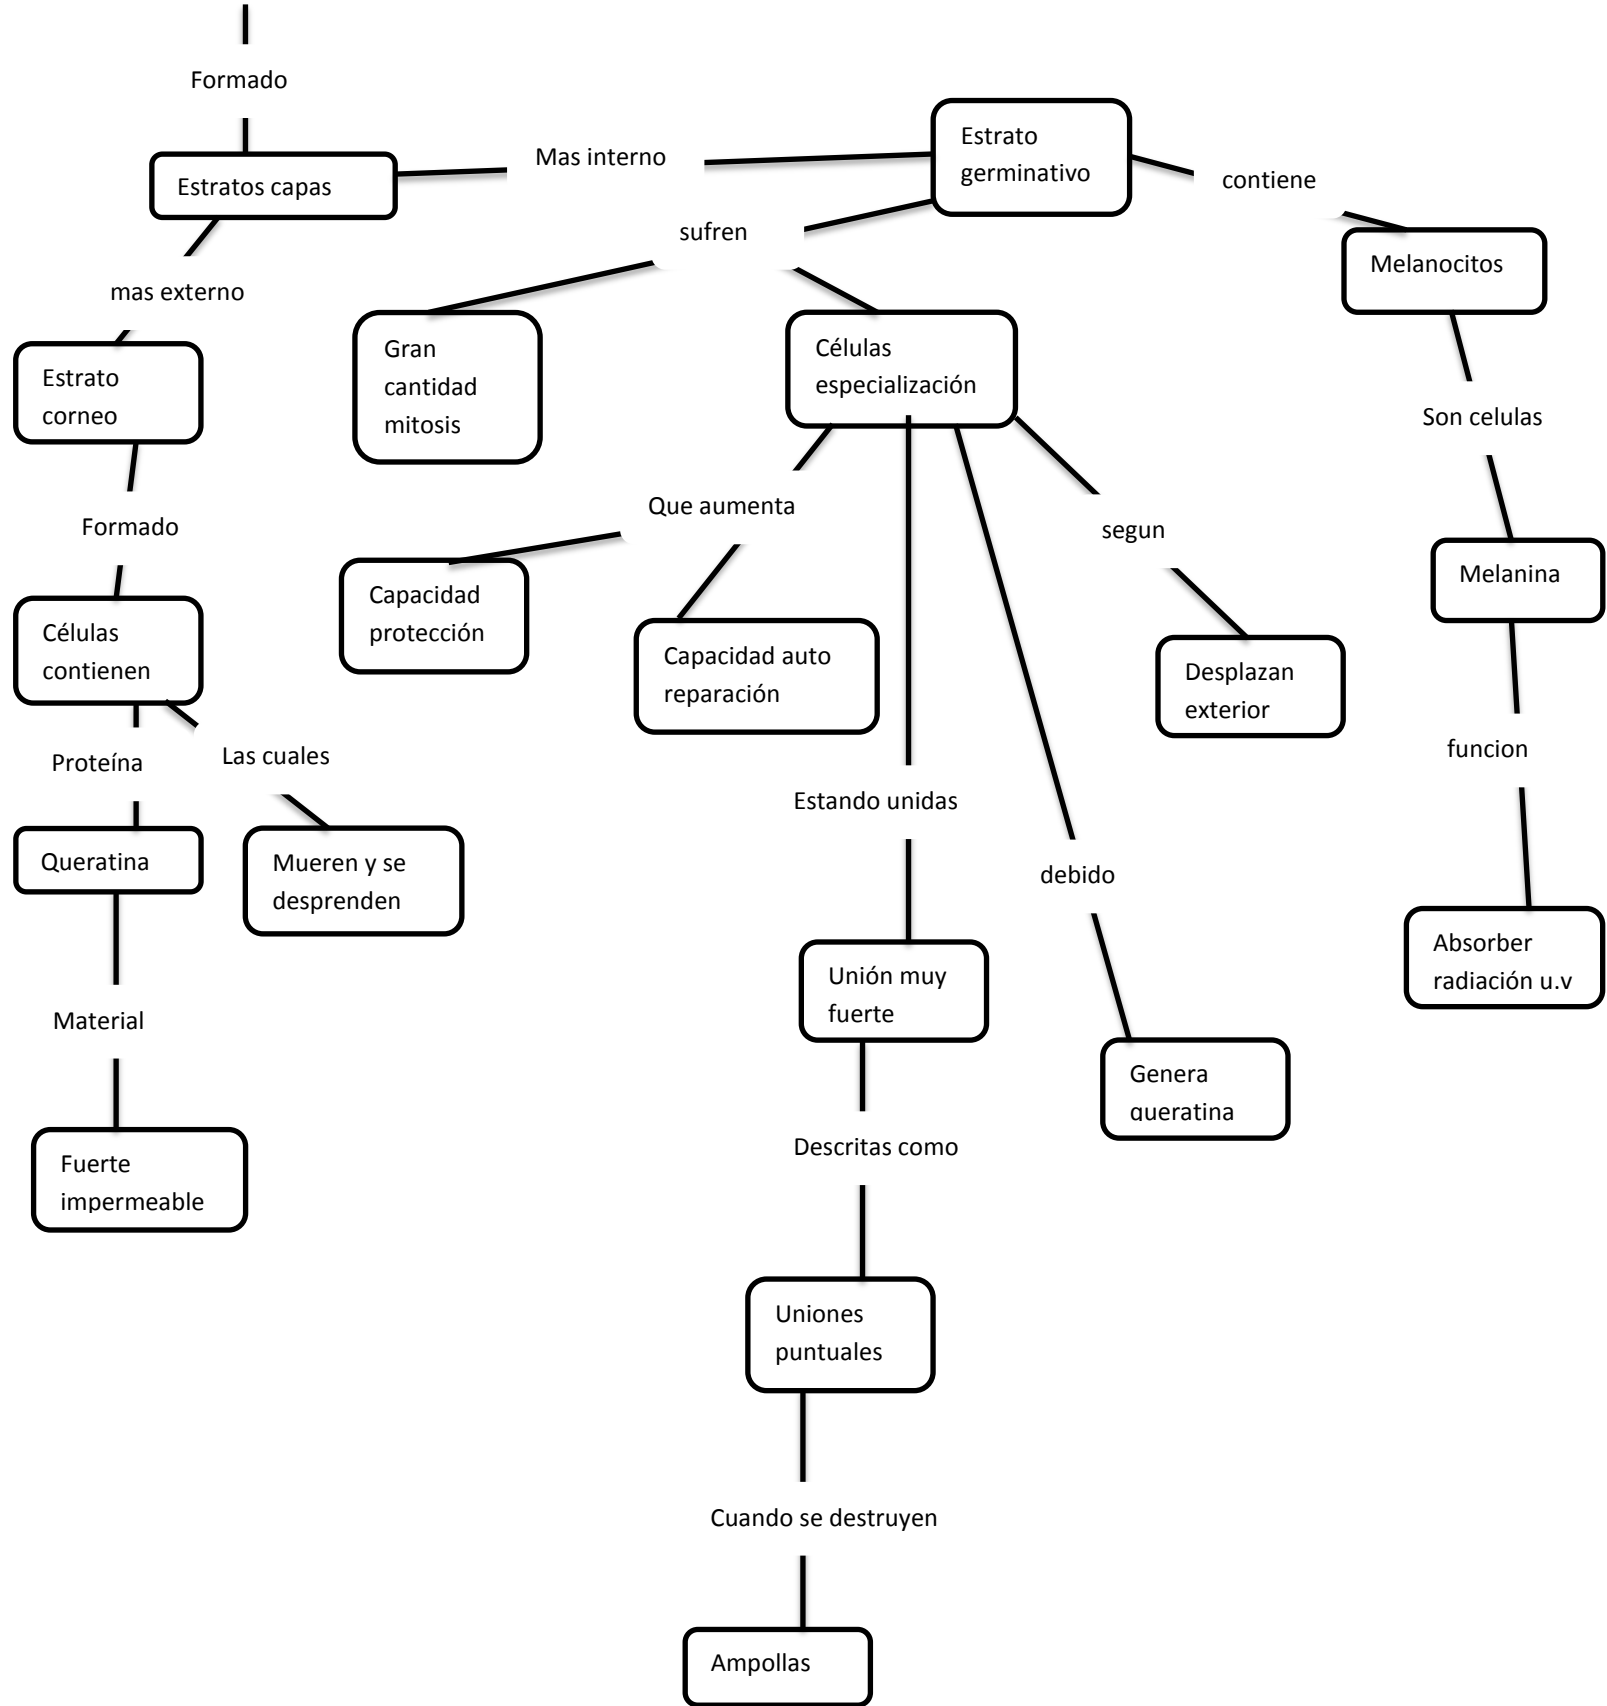 Formado
Estratos capas
Mas interno
Estrato
germinativo
contiene
Melanocitos
sufren
mas externo
Estrato
corneo
Gran
cantidad
mitosis
Células
especialización
Son celulas
Formado
Que aumenta
segun
Melanina
Células
contienen
Capacidad
protección
Capacidad auto
reparación
Desplazan
exterior
Proteína
Las cuales
funcion
Estando unidas
Queratina
Mueren y se
desprenden
debido
Absorber
radiación u.v
Unión muy
fuerte
Material
Genera
queratina
Descritas como
Fuerte
impermeable
Uniones
puntuales
Cuando se destruyen
Ampollas